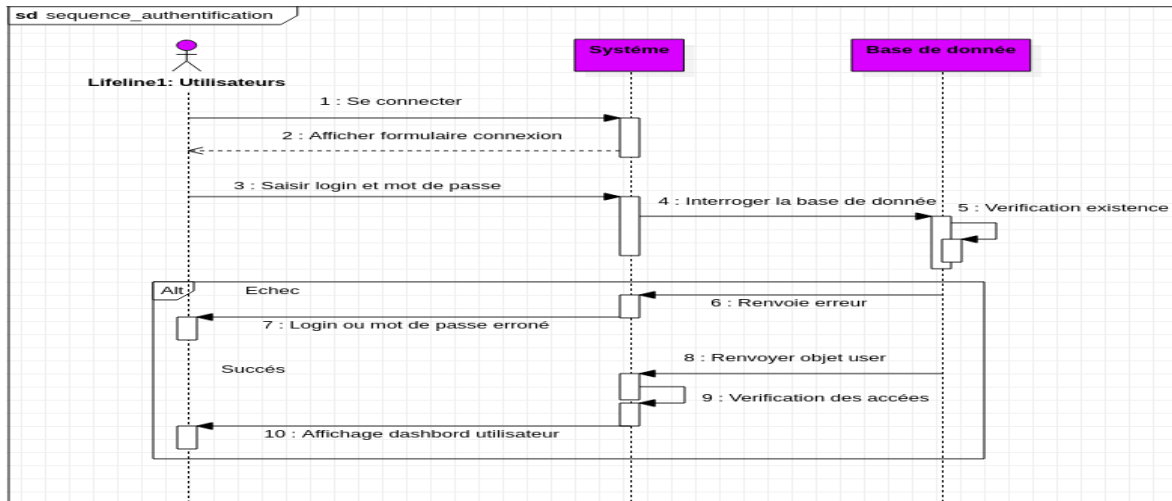 sd sequence_authentification
Systéme
Base de donnée
Lifeline1: Utilisateurs
1 : Se connecter
2 : Afficher formulaire connexion
3 : Saisir login et mot de passe
4 : Interroger la base de donnée
5 : Verification existence
Alt
Echec
6 : Renvoie erreur
7 : Login ou mot de passe erroné
8 : Renvoyer objet user
Succés
9 : Verification des accées
10 : Affichage dashbord utilisateur